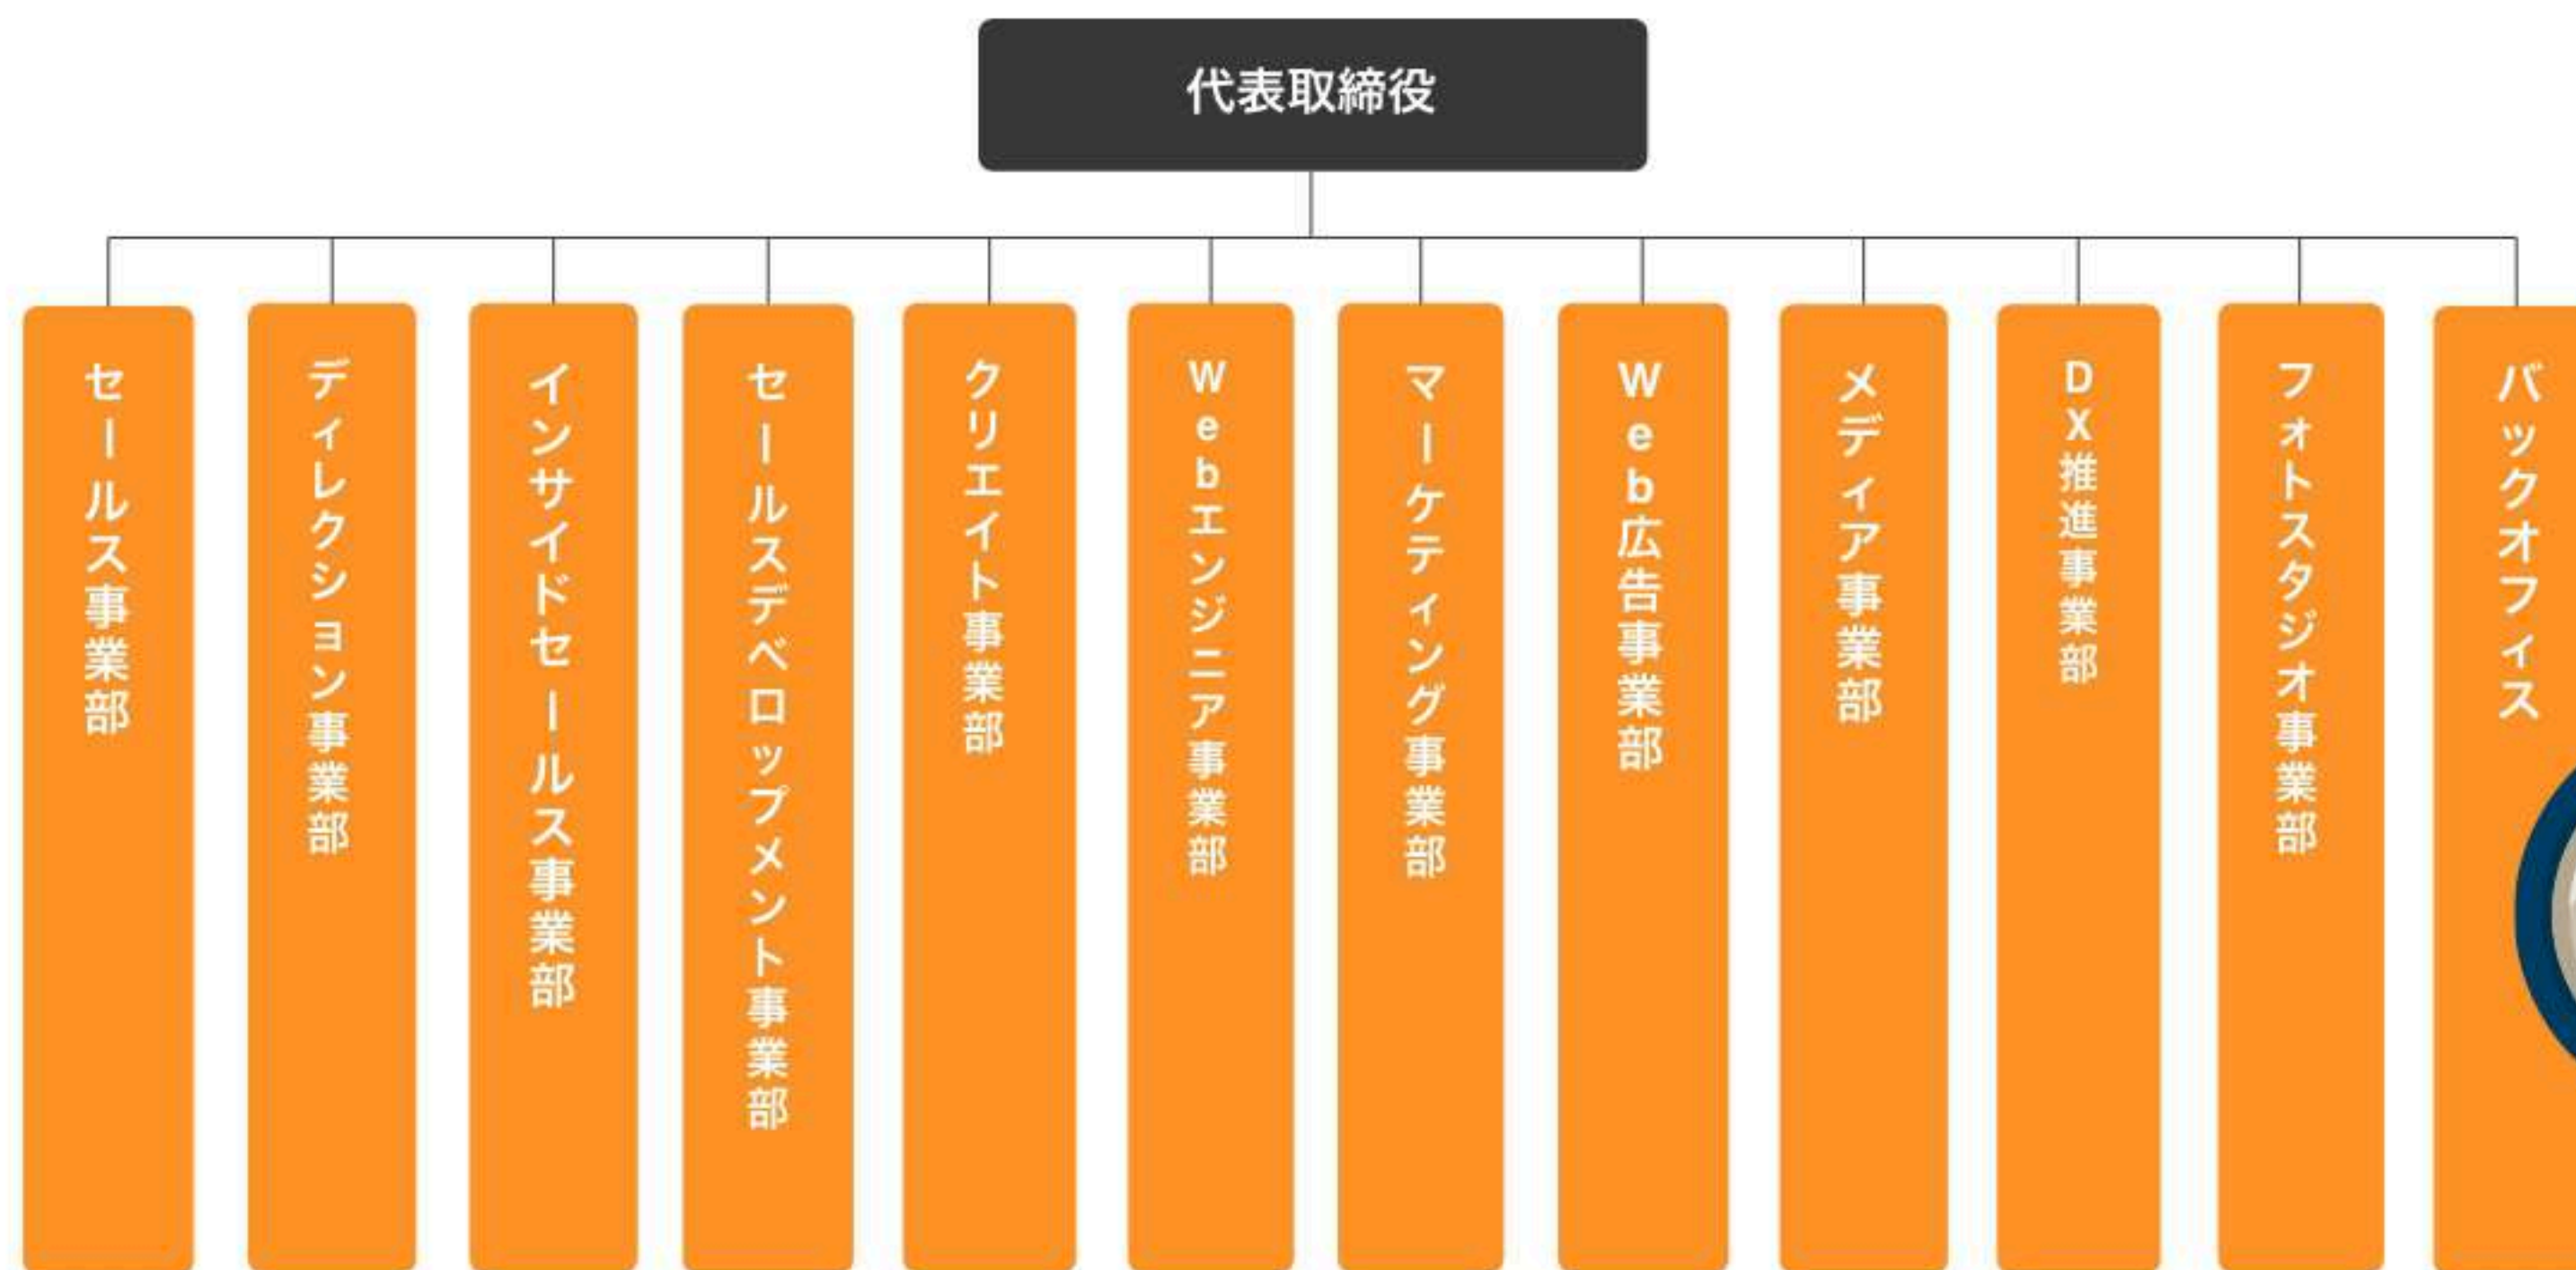 代表取締役
セールス事業部
ディレクション事業部
インサイドセールス事業部
セールスデベロップメント事業部
クリエイト事業部
Webエンジニア事業部
マーケティング事業部
Web広告事業部
メディア事業部
DX推進事業部
フォトスタジオ事業部
バックオフィス